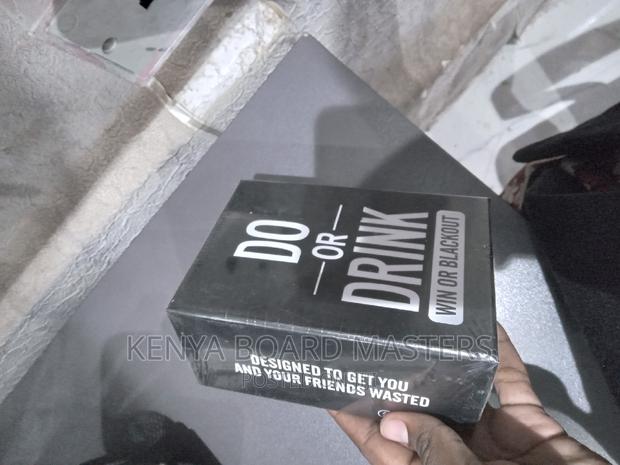 DO
OR
DRINK
WIN OR BLACKOUT
KENYA BOARD MASTERS
DESIGNED TO GET YOU
AND YOUR FRIENDS WASTED